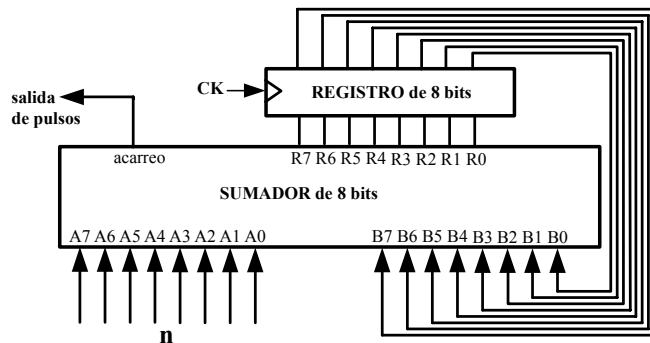 CK
REGISTRO de 8 bits
salida
de pulsos
acarreo
R7 R6 R5 R4 R3 R2 R1 R0
SUMADOR de 8 bits
A7 A6 A5 A4 A3 A2 A1 A0
B7 B6 B5 B4 B3 B2 B1 B0
n